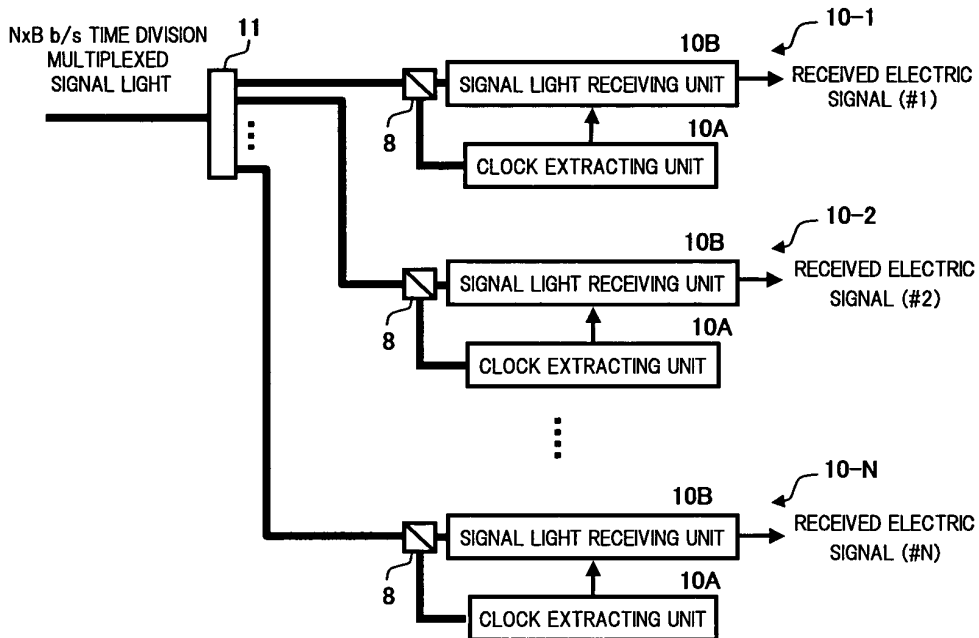 NxB b/s TIME DIVISION
MULTIPLEXED
SIGNAL LIGHT
11
10-1
10B
SIGNAL LIGHT RECEIVING UNIT
RECEIVED ELECTRIC
SIGNAL (#1)
8
10A
CLOCK EXTRACTING UNIT
10-2
10B
SIGNAL LIGHT RECEIVING UNIT
RECEIVED ELECTRIC
SIGNAL (#2)
8
10A
CLOCK EXTRACTING UNIT
10-N
10B
SIGNAL LIGHT RECEIVING UNIT
RECEIVED ELECTRIC
SIGNAL (#N)
8
10A
CLOCK EXTRACTING UNIT